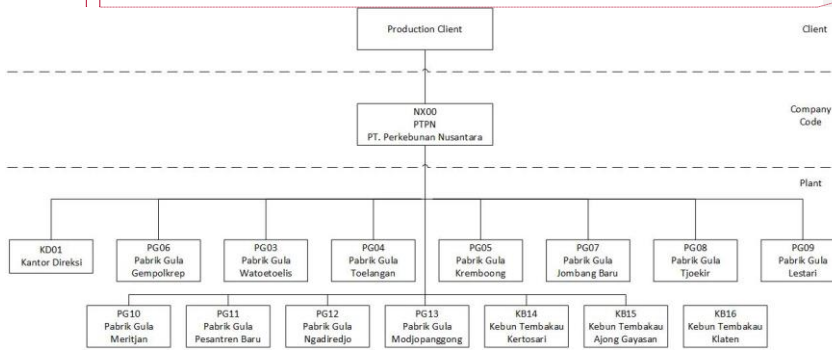 Production Client
Client
NX00
PTPN
PT. Perkebunan Nusantara
Company
Code
Plant
KD01
Kantor Direksi
PG06
Pabrik Gula
Gempolkrep
PG03
Pabrik Gula
Watoetoelis
PG04
Pabrik Gula
Toelangan
PG05
Pabrik Gula
Kremboong
PG07
Pabrik Gula
Jombang Baru
PG08
Pabrik Gula
Tjoekir
PG09
Pabrik Gula
Lestari
PG10
Pabrik Gula
Meritjan
PG11
Pabrik Gula
Pesantren Baru
PG12
Pabrik Gula
Ngadiredjo
PG13
Pabrik Gula
Modjopanggong
KB14
Kebun Tembakau
Kertosari
KB15
Kebun Tembakau
Ajong Gayasan
KB16
Kebun Tembakau
Klaten